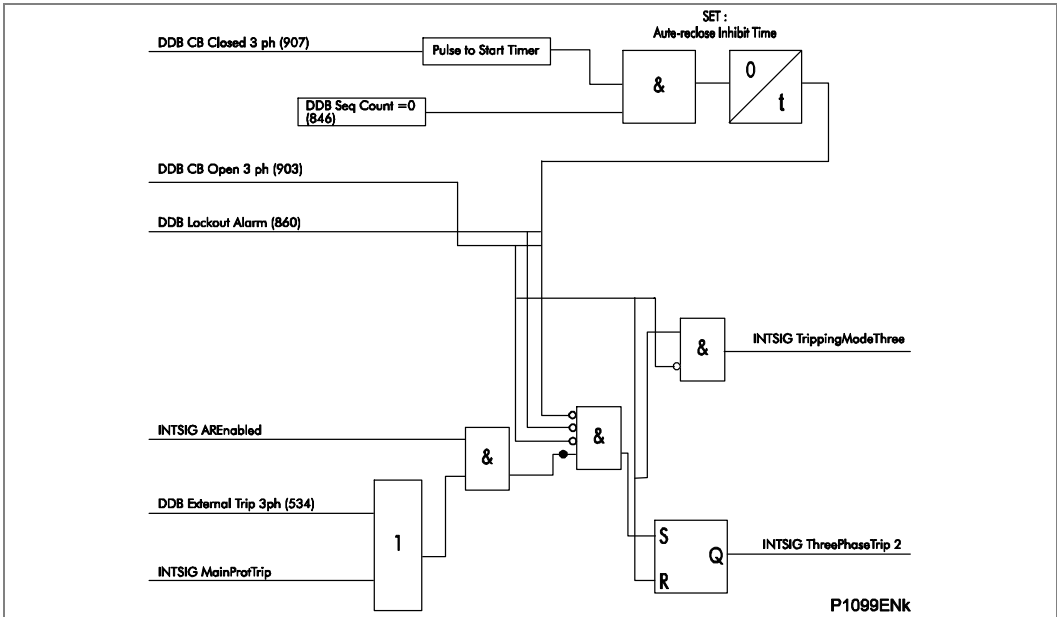 SET :
Auto-reclose Inhibit Time
DDB CB Closed 3 ph (907)
Pulse to Start Timer
&
0
t
DDB Seq Count =0
(846)
DDB CB Open 3 ph (903)
DDB Lockout Alarm (860)
&
INTSIG TrippingModeThree
INTSIG AREnabled
&
&
DDB External Trip 3ph (534)
1
S
Q
R
INTSIG ThreePhaseTrip 2
INTSIG MainProtTrip
P1099ENk